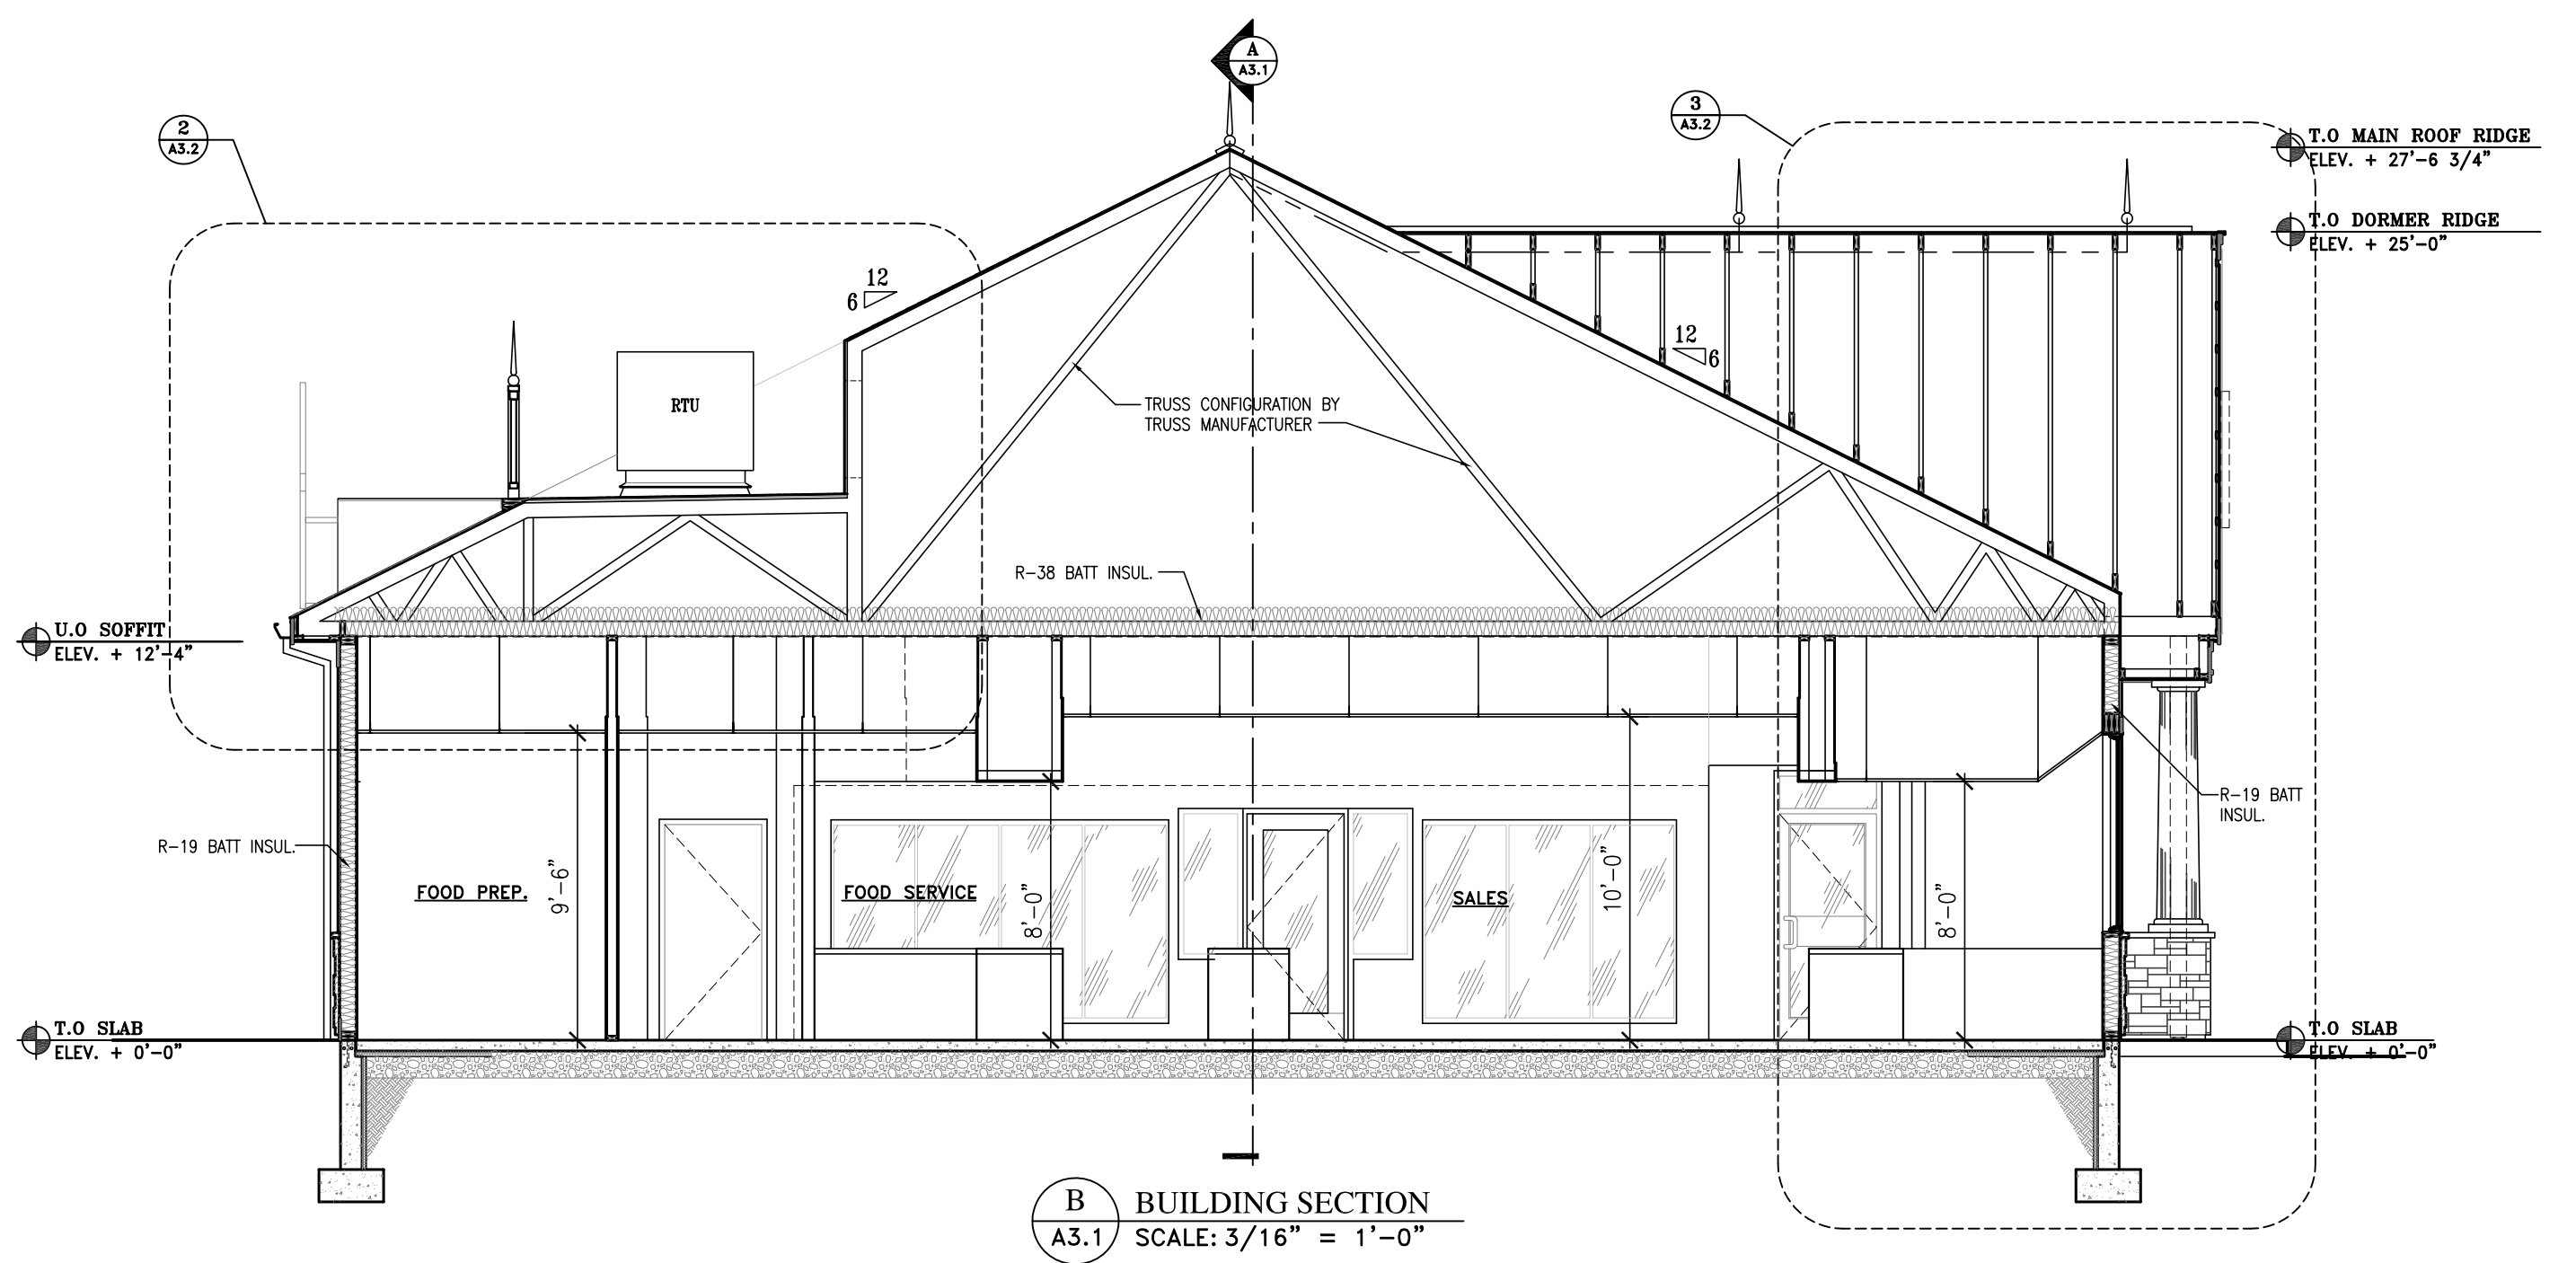 A
A3.1
2
A3.2
3
A3.2
T.O MAIN ROOF RIDGE
ELEV. + 27'-6 3/4"
T.O DORMER RIDGE
ELEV. + 25'-0"
12
6
12
6
RTU
TRUSS CONFIGURATION BY
TRUSS MANUFACTURER
R-38 BATT INSUL.
U.O SOFFIT
ELEV. + 12'-4"
R-19 BATT
INSUL.
R-19 BATT INSUL.
FOOD PREP.
9'-6"
FOOD SERVICE
8'-0"
SALES
10'-0"
8'-0"
T.O SLAB
ELEV. + 0'-0"
T.O SLAB
ELEV. + 0'-0"
B
A3.1
BUILDING SECTION
SCALE: 3/16" = 1'-0"